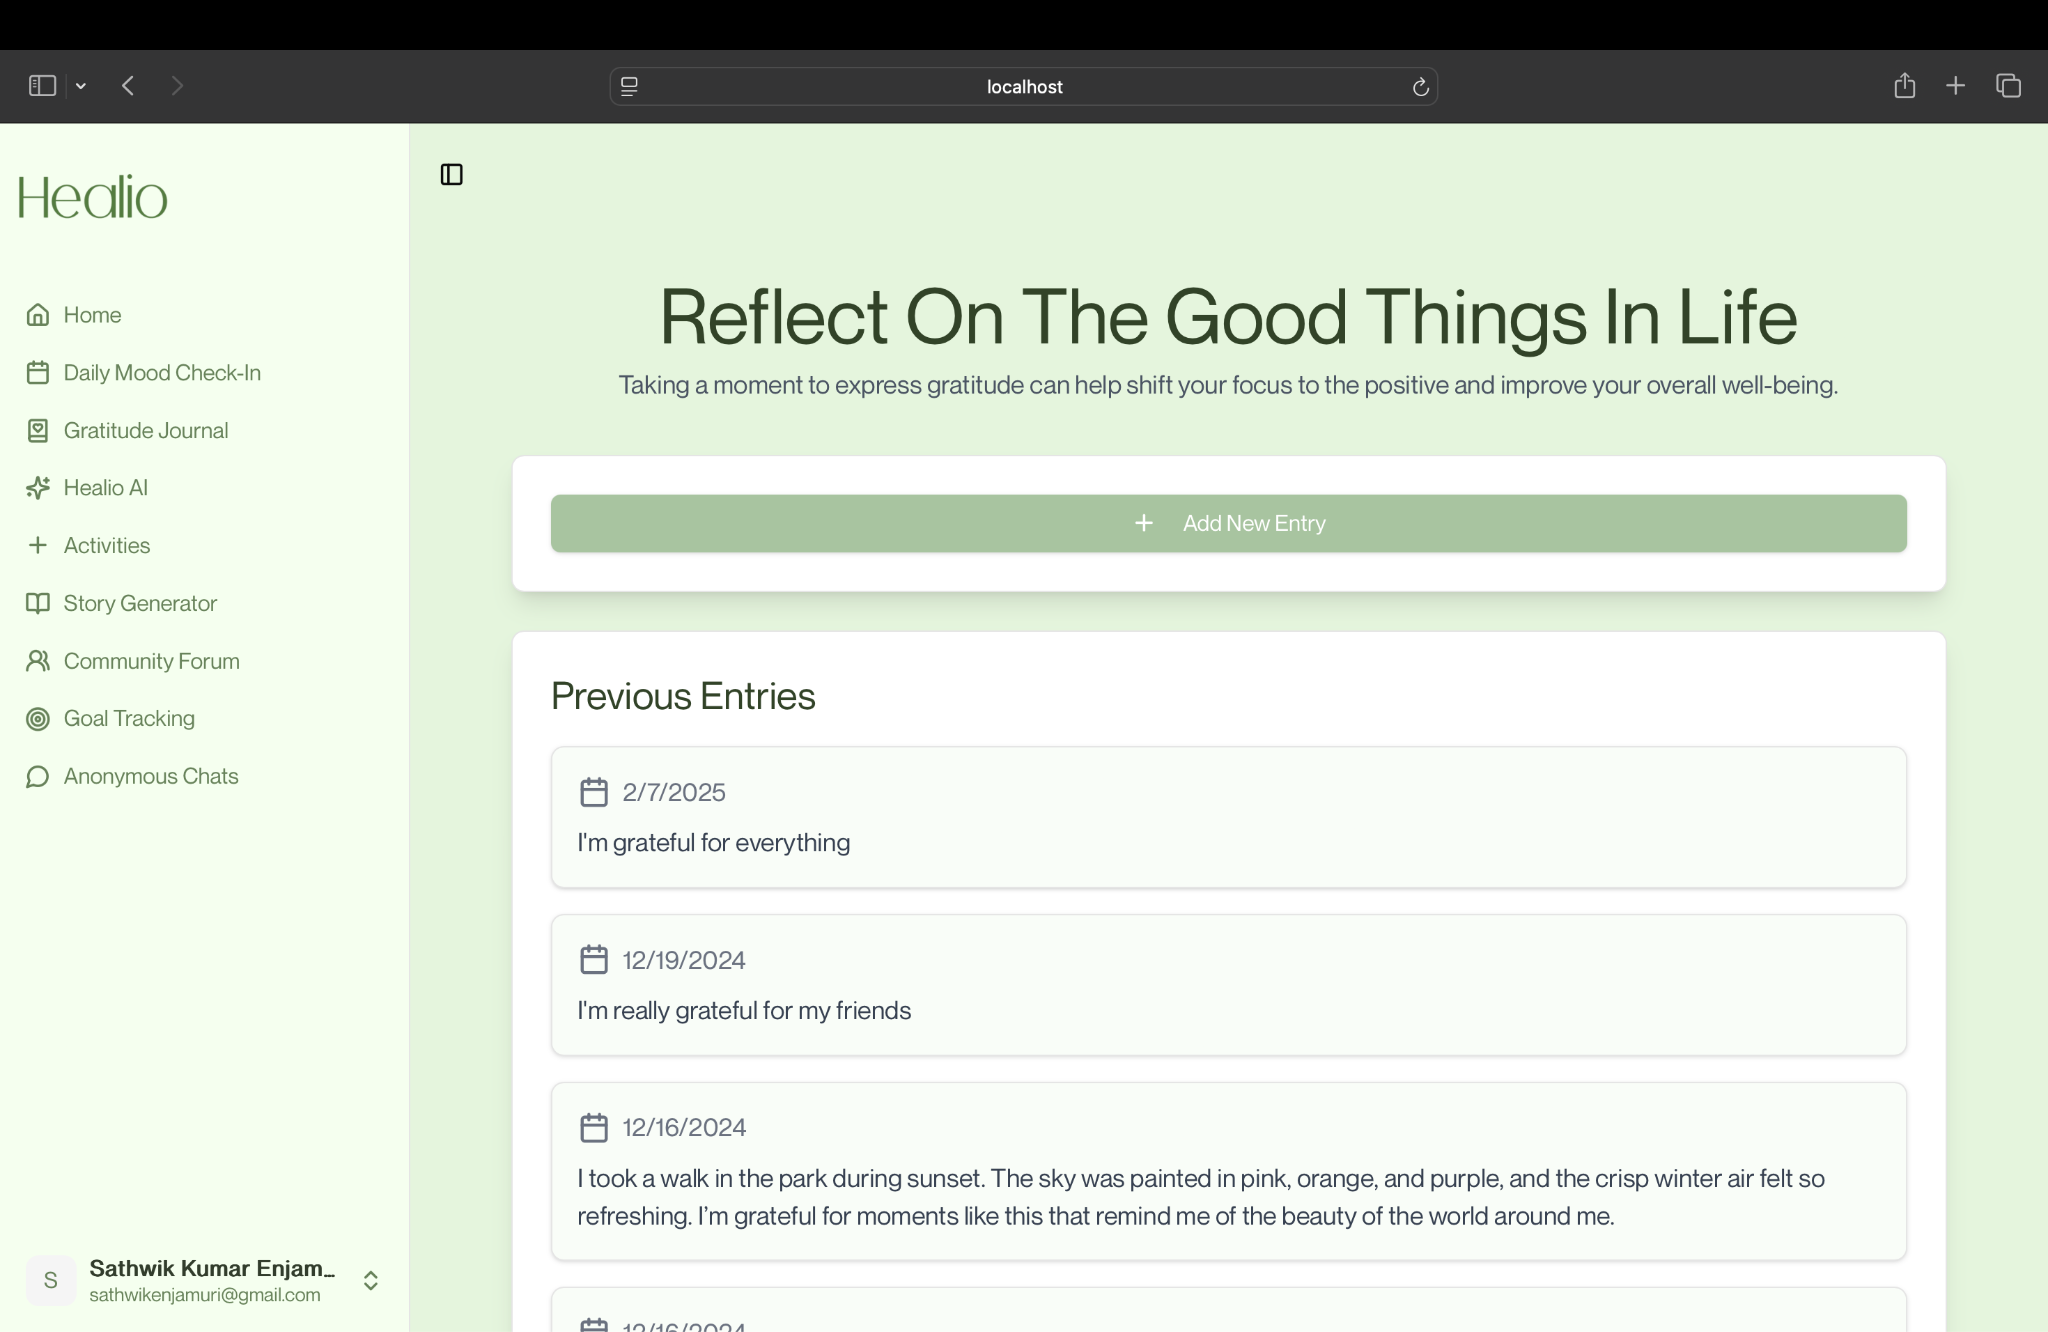 localhost
Healio
Home
Daily Mood Check-In
Gratitude Journal
Healio AI
Activities
Story Generator
Community Forum
Goal Tracking
Anonymous Chats
S
Sathwik Kumar Enjam...
sathwikenjamuri@gmail.com
Reflect On The Good Things In Life
Taking a moment to express gratitude can help shift your focus to the positive and improve your overall well-being.
Add New Entry
Previous Entries
2/7/2025
I'm grateful for everything
12/19/2024
I'm really grateful for my friends
12/16/2024
I took a walk in the park during sunset. The sky was painted in pink, orange, and purple, and the crisp winter air felt so
refreshing. I’m grateful for moments like this that remind me of the beauty of the world around me.
12/16/2024